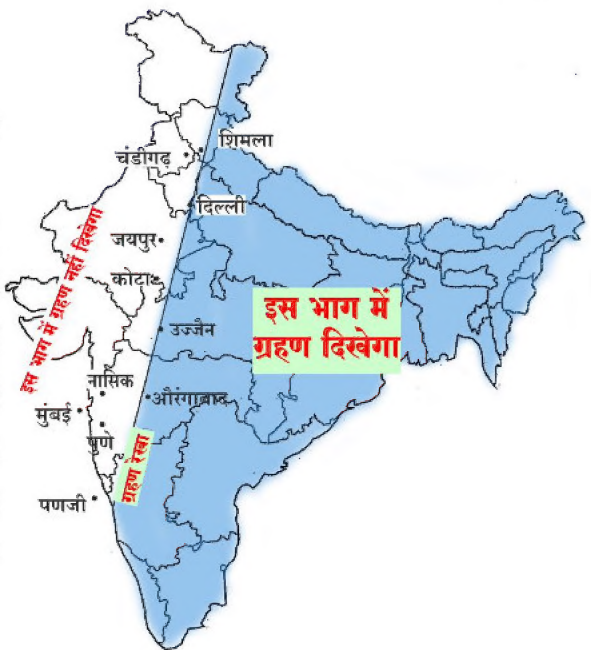 शिमला
चंडीगढ़
दिल्ली
जयपुर
कोटा
इस भाग में ग्रहण नहीं दिखेगा
इस भाग में
ग्रहण दिखेगा
उज्जैन
नासिक
औरंगाबाद
मुंबई
पुणे
ग्रहण रेखा
पणजी